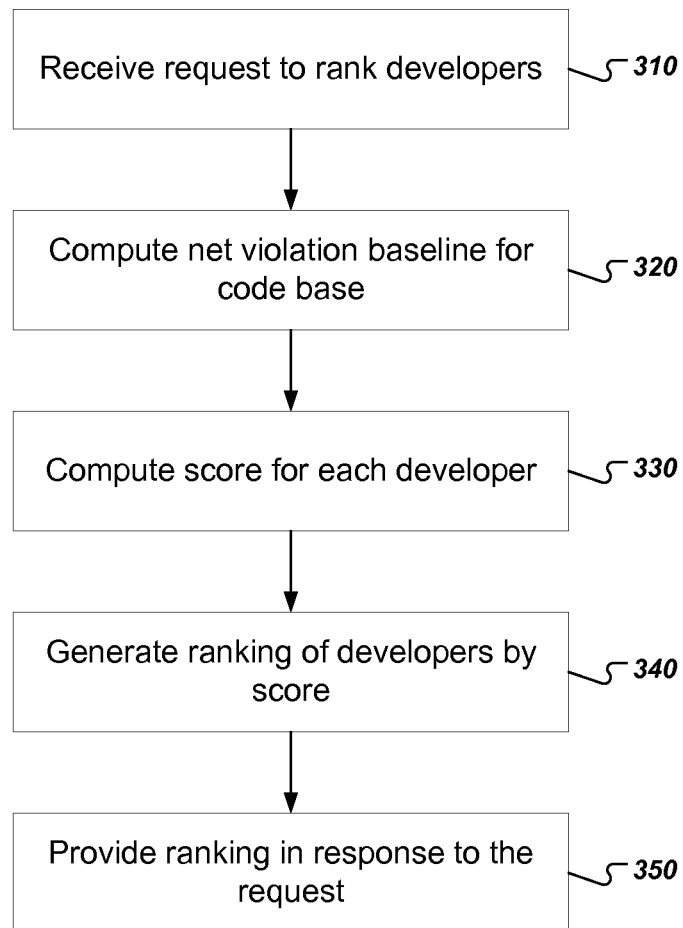 Receive request to rank developers
310
Compute net violation baseline for
code base
320
Compute score for each developer
330
Generate ranking of developers by
score
340
Provide ranking in response to the
request
350